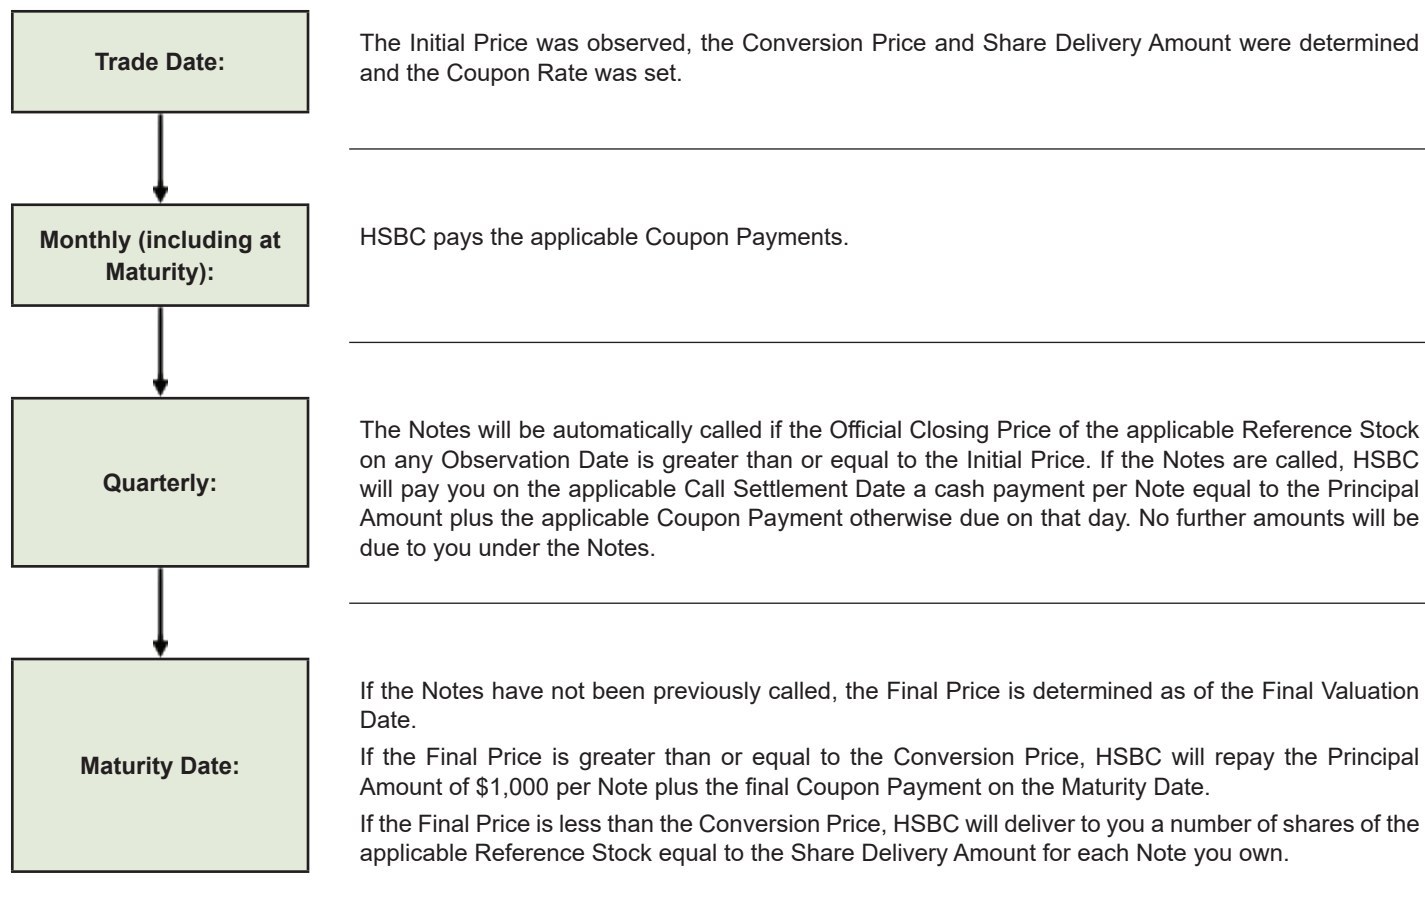 Trade Date:
The Initial Price was observed, the Conversion Price and Share Delivery Amount were determined
and the Coupon Rate was set.
Monthly (including at
Maturity):
HSBC pays the applicable Coupon Payments.
Quarterly:
The Notes will be automatically called if the Official Closing Price of the applicable Reference Stock
on any Observation Date is greater than or equal to the Initial Price. If the Notes are called, HSBC
will pay you on the applicable Call Settlement Date a cash payment per Note equal to the Principal
Amount plus the applicable Coupon Payment otherwise due on that day. No further amounts will be
due to you under the Notes.
Maturity Date:
If the Notes have not been previously called, the Final Price is determined as of the Final Valuation
Date.
If the Final Price is greater than or equal to the Conversion Price, HSBC will repay the Principal
Amount of $1,000 per Note plus the final Coupon Payment on the Maturity Date.
If the Final Price is less than the Conversion Price, HSBC will deliver to you a number of shares of the
applicable Reference Stock equal to the Share Delivery Amount for each Note you own.